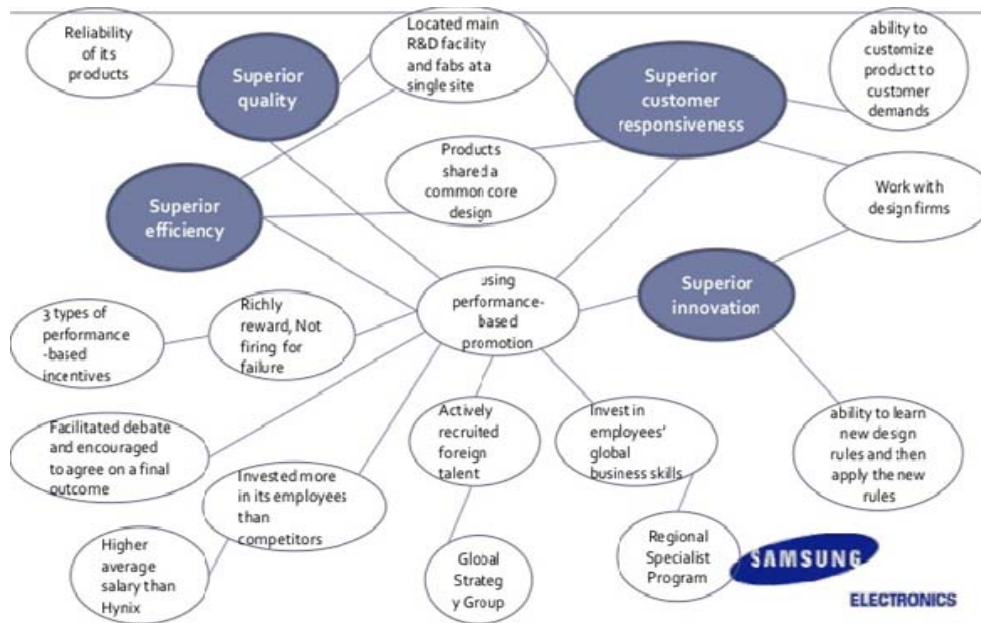 Reliability
of its
products
Superior
quality
Located main
R&D facility
and fabs at a
single site
Superior
customer
responsiveness
ability to
customize
product to
customer
demands
Superior
efficiency
Products
shared a
common core
design
Work with
design firms
Superior
innovation
using
performance-
based
promotion
3 types of
performance
-based
incentives
Richly
reward, Not
firing for
failure
Facilitated debate
and encouraged
to agree on a final
outcome
Invested more
in its employees
than
competitors
Actively
recruited
foreign
talent
Invest in
employees'
global
business skills
ability to learn
new design
rules and then
apply the new
rules
Higher
average
salary than
Hynix
Global
Strateg
y Group
Regional
Specialist
Program
SAMSUNG
ELECTRONICS